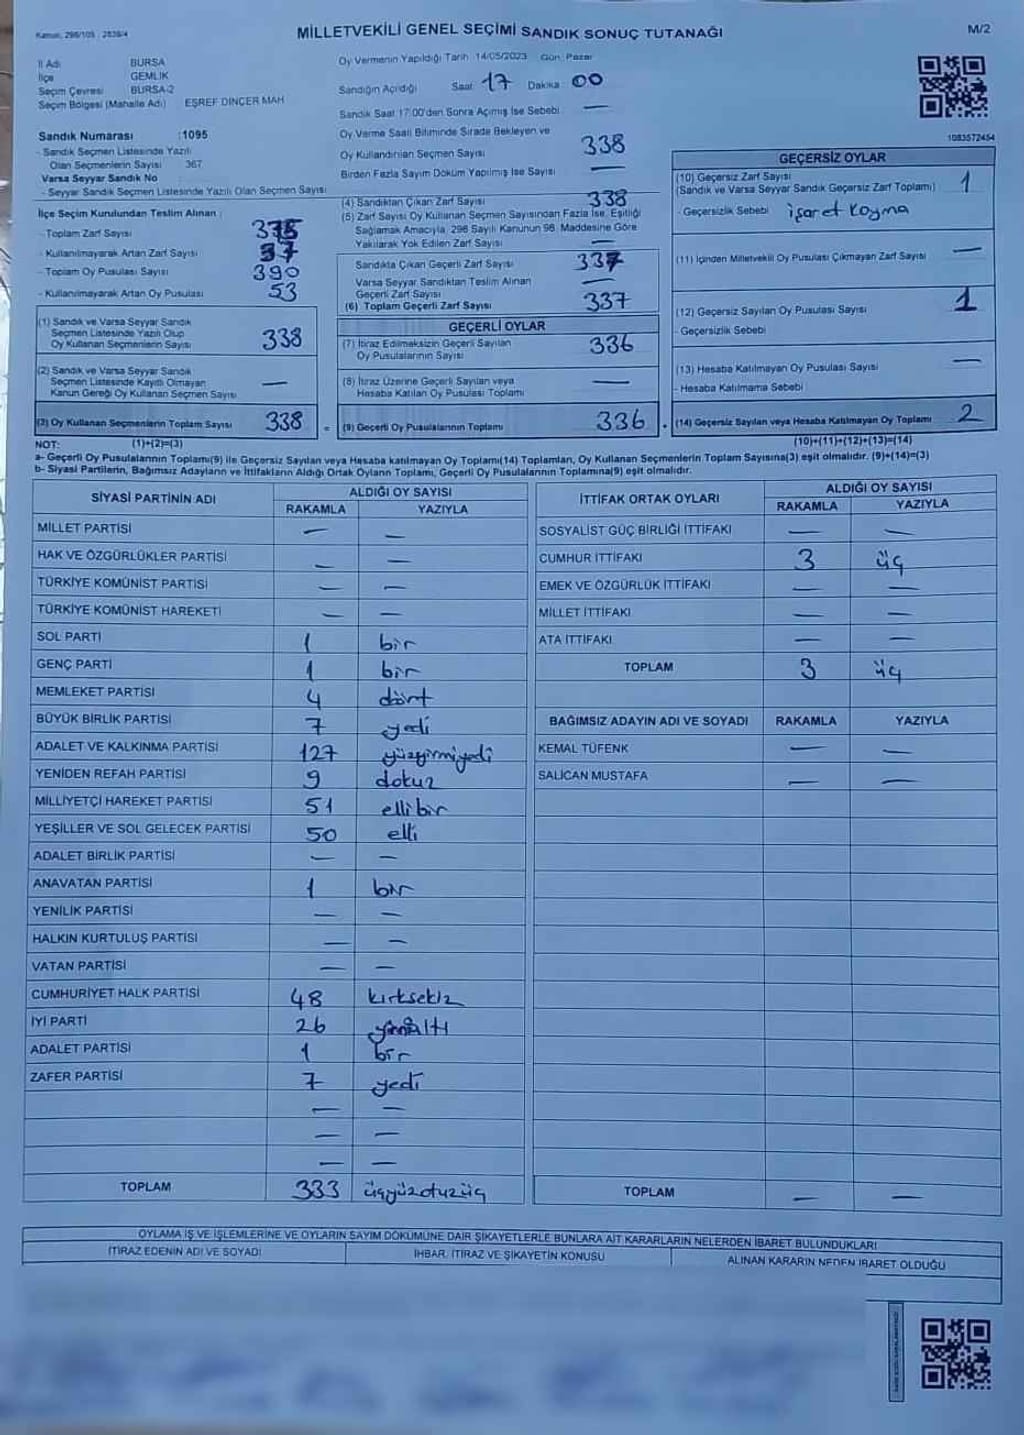 Kanun: 298/105 : 2839/4
MİLLETVEKİLİ GENEL SEÇİMİ SANDIK SONUÇ TUTANAĞI
M/2
İl Adı BURSA
İlçe GEMLİK
Seçim Çevresi BURSA-2
Seçim Bölgesi (Mahalle Adı) EŞREF DİNÇER MAH
Sandık Numarası :1095
- Sandık Seçmen Listesinde Yazılı
Olan Seçmenlerin Sayısı 367
Varsa Seyyar Sandık No
- Seyyar Sandık Seçmen Listesinde Yazılı Olan Seçmen Sayısı
İlçe Seçim Kurulundan Teslim Alınan :
- Toplam Zarf Sayısı 375
- Kullanılmayarak Artan Zarf Sayısı 37
- Toplam Oy Pusulası Sayısı 390
- Kullanılmayarak Artan Oy Pusulası 53
(1) Sandık ve Varsa Seyyar Sandık
Seçmen Listesinde Yazılı Olup
Oy Kullanan Seçmenlerin Sayısı 338
(2) Sandık ve Varsa Seyyar Sandık
Seçmen Listesinde Kayıtlı Olmayan
Kanun Gereği Oy Kullanan Seçmen Sayısı —
(3) Oy Kullanan Seçmenlerin Toplam Sayısı 338
Oy Vermenin Yapıldığı Tarih 14/05/2023 Gün Pazar
Sandığın Açıldığı Saat 17 Dakika 00
Sandık Saat 17:00'den Sonra Açılmış İse Sebebi —
Oy Verme Saati Bitiminde Sırada Bekleyen ve
Oy Kullandırılan Seçmen Sayısı 338
Birden Fazla Sayım Döküm Yapılmış İse Sayısı —
(4) Sandıktan Çıkan Zarf Sayısı 338
(5) Zarf Sayısı Oy Kullanan Seçmen Sayısından Fazla İse, Eşitliği
Sağlamak Amacıyla, 298 Sayılı Kanunun 98. Maddesine Göre
Yakılarak Yok Edilen Zarf Sayısı —
Sandıkta Çıkan Geçerli Zarf Sayısı 337
Varsa Seyyar Sandıktan Teslim Alınan
Geçerli Zarf Sayısı —
(6) Toplam Geçerli Zarf Sayısı 337
GEÇERLİ OYLAR
(7) İtiraz Edilmeksizin Geçerli Sayılan
Oy Pusulalarının Sayısı 336
(8) İtiraz Üzerine Geçerli Sayılan veya
Hesaba Katılan Oy Pusulası Toplamı —
= (9) Geçerli Oy Pusulalarının Toplamı 336
1083572454
GEÇERSİZ OYLAR
(10) Geçersiz Zarf Sayısı
(Sandık ve Varsa Seyyar Sandık Geçersiz Zarf Toplamı) 1
- Geçersizlik Sebebi işaret koyma
(11) İçinden Milletvekili Oy Pusulası Çıkmayan Zarf Sayısı —
(12) Geçersiz Sayılan Oy Pusulası Sayısı 1
- Geçersizlik Sebebi
(13) Hesaba Katılmayan Oy Pusulası Sayısı —
- Hesaba Katılmama Sebebi
(14) Geçersiz Sayılan veya Hesaba Katılmayan Oy Toplamı 2
NOT: (1)+(2)=(3) (10)+(11)+(12)+(13)=(14)
a- Geçerli Oy Pusulalarının Toplamı(9) ile Geçersiz Sayılan veya Hesaba katılmayan Oy Toplamı(14) Toplamları, Oy Kullanan Seçmenlerin Toplam Sayısına(3) eşit olmalıdır. (9)+(14)=(3)
b- Siyasi Partilerin, Bağımsız Adayların ve İttifakların Aldığı Ortak Oyların Toplamı, Geçerli Oy Pusulalarının Toplamına(9) eşit olmalıdır.
SİYASİ PARTİNİN ADI ALDIĞI OY SAYISI
RAKAMLA YAZIYLA
MİLLET PARTİSİ — —
HAK VE ÖZGÜRLÜKLER PARTİSİ — —
TÜRKİYE KOMÜNİST PARTİSİ — —
TÜRKİYE KOMÜNİST HAREKETİ — —
SOL PARTİ 1 bir
GENÇ PARTİ 1 bir
MEMLEKET PARTİSİ 4 dört
BÜYÜK BİRLİK PARTİSİ 7 yedi
ADALET VE KALKINMA PARTİSİ 127 yüzyirmiyedi
YENİDEN REFAH PARTİSİ 9 dokuz
MİLLİYETÇİ HAREKET PARTİSİ 51 elli bir
YEŞİLLER VE SOL GELECEK PARTİSİ 50 elli
ADALET BİRLİK PARTİSİ — —
ANAVATAN PARTİSİ 1 bir
YENİLİK PARTİSİ — —
HALKIN KURTULUŞ PARTİSİ — —
VATAN PARTİSİ — —
CUMHURİYET HALK PARTİSİ 48 kırksekiz
İYİ PARTİ 26 yirmialtı
ADALET PARTİSİ 1 bir
ZAFER PARTİSİ 7 yedi
— —
— —
— —
TOPLAM 333 üçyüzotuzüç
İTTİFAK ORTAK OYLARI ALDIĞI OY SAYISI
RAKAMLA YAZIYLA
SOSYALİST GÜÇ BİRLİĞİ İTTİFAKI — —
CUMHUR İTTİFAKI 3 üç
EMEK VE ÖZGÜRLÜK İTTİFAKI — —
MİLLET İTTİFAKI — —
ATA İTTİFAKI — —
TOPLAM 3 üç
BAĞIMSIZ ADAYIN ADI VE SOYADI RAKAMLA YAZIYLA
KEMAL TÜFENK — —
SALİCAN MUSTAFA — —
TOPLAM — —
OYLAMA İŞ VE İŞLEMLERİNE VE OYLARIN SAYIM DÖKÜMÜNE DAİR ŞİKAYETLERLE BUNLARA AİT KARARLARIN NELERDEN İBARET BULUNDUKLARI
İTİRAZ EDENİN ADI VE SOYADI İHBAR, İTİRAZ VE ŞİKAYETİN KONUSU ALINAN KARARIN NEDEN İBARET OLDUĞU